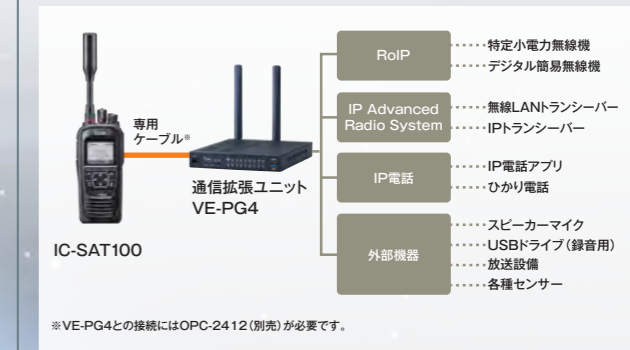 RoIP
特定小電力無線機
デジタル簡易無線機
IP Advanced
Radio System
無線LANトランシーバー
IPトランシーバー
専用
ケーブル※
IP電話
IP電話アプリ
ひかり電話
通信拡張ユニット
VE-PG4
IC-SAT100
外部機器
スピーカーマイク
USBドライブ（録音用）
放送設備
各種センサー
※VE-PG4との接続にはOPC-2412（別売）が必要です。